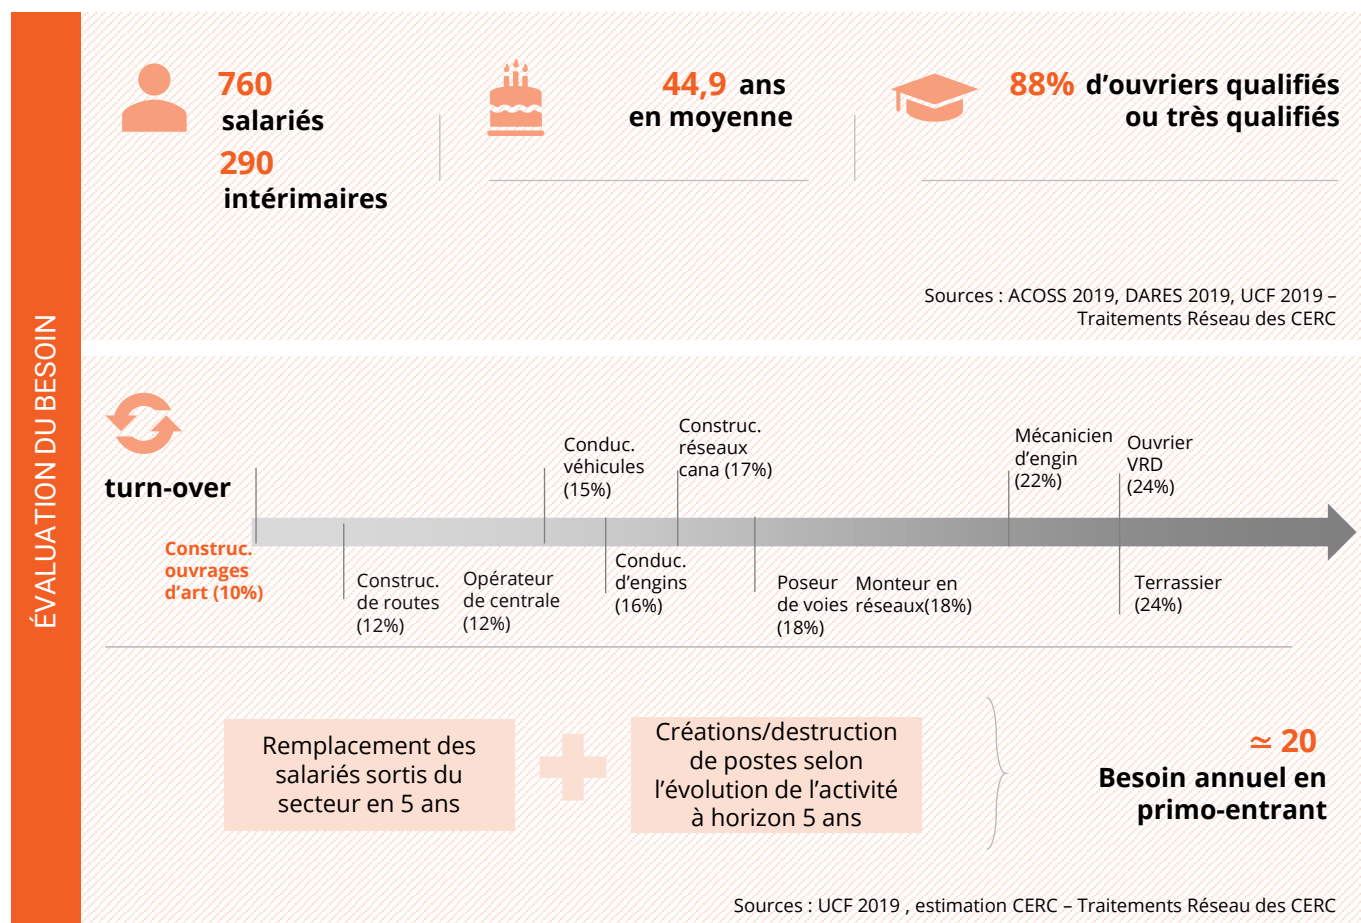 ÉVALUATION DU BESOIN
760
salariés
290
intérimaires
44,9 ans
en moyenne
88% d'ouvriers qualifiés
ou très qualifiés
Sources : ACOSS 2019, DARES 2019, UCF 2019 –
Traitements Réseau des CERC
turn-over
Construc.
ouvrages
d'art (10%)
Construc.
de routes
(12%)
Opérateur
de centrale
(12%)
Conduc.
véhicules
(15%)
Conduc.
d'engins
(16%)
Construc.
réseaux
cana (17%)
Poseur
de voies
(18%)
Monteur en
réseaux(18%)
Mécanicien
d'engin
(22%)
Ouvrier
VRD
(24%)
Terrassier
(24%)
Remplacement des
salariés sortis du
secteur en 5 ans
Créations/destruction
de postes selon
l'évolution de l'activité
à horizon 5 ans
≃ 20
Besoin annuel en
primo-entrant
Sources : UCF 2019 , estimation CERC – Traitements Réseau des CERC